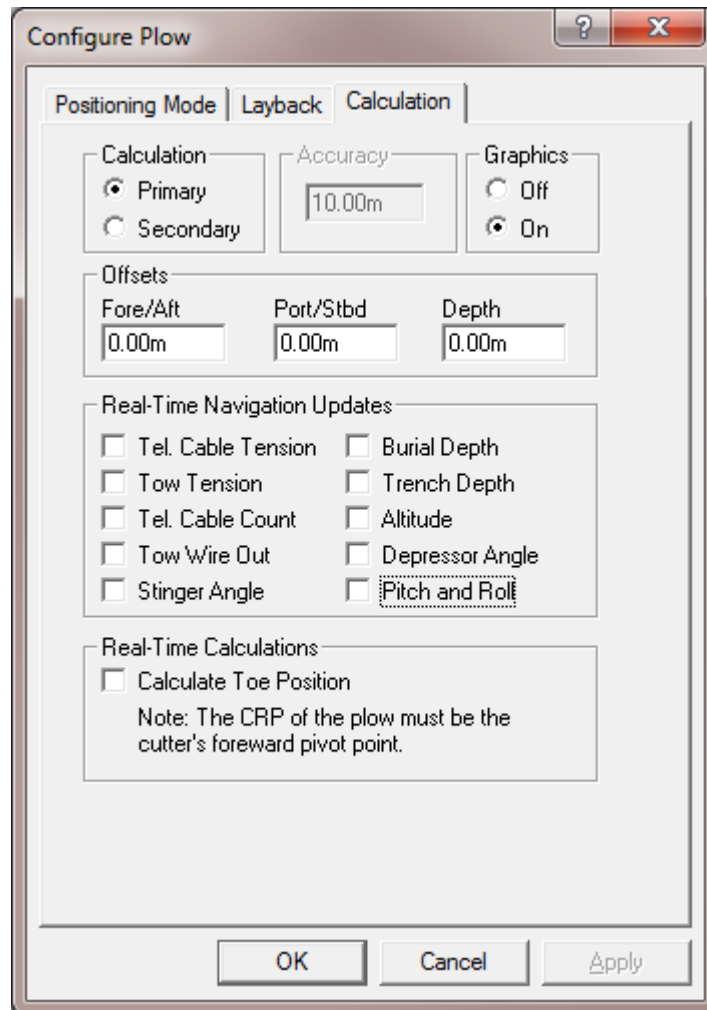 Configure Plow
Positioning Mode Layback Calculation
Calculation Accuracy Graphics
Primary 10.00m Off
Secondary On
Offsets
Fore/Aft Port/Stbd Depth
0.00m 0.00m 0.00m
Real-Time Navigation Updates
Tel. Cable Tension Burial Depth
Tow Tension Trench Depth
Tel. Cable Count Altitude
Tow Wire Out Depressor Angle
Stinger Angle Pitch and Roll
Real-Time Calculations
Calculate Toe Position
Note: The CRP of the plow must be the
cutter's foreward pivot point.
OK Cancel Apply